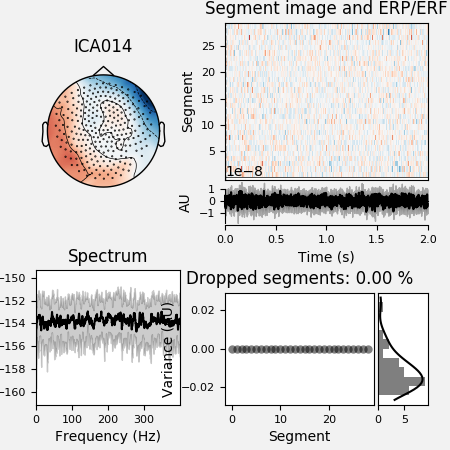 Segment image and ERP/ERF
ICA014
Segment
25
20
15
10
5
1e−8
AU
1
0
−1
0.0 0.5 1.0 1.5 2.0
Time (s)
Spectrum
−150
−152
−154
−156
−158
−160
0 100 200 300
Frequency (Hz)
Dropped segments: 0.00 %
Variance (AU)
0.02
0.00
−0.02
0 10 20
Segment
0 5